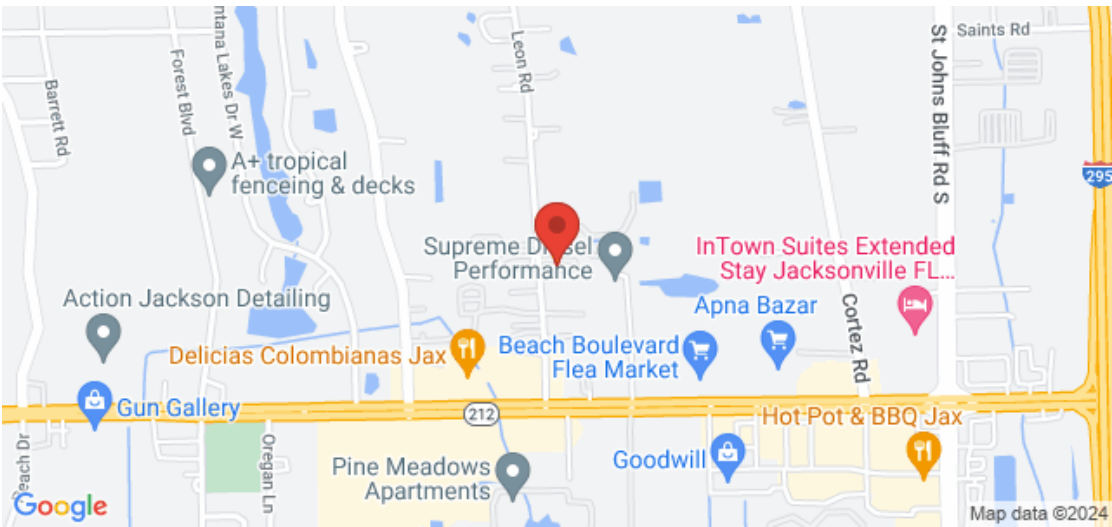 Saints Rd
St Johns Bluff Rd S
Leon Rd
ntana Lakes Dr W
Forest Blvd
Barrett Rd
A+ tropical
fenceing & decks
295
Supreme Diesel
Performance
InTown Suites Extended
Stay Jacksonville FL...
Action Jackson Detailing
Apna Bazar
Cortez Rd
Delicias Colombianas Jax
Beach Boulevard
Flea Market
Gun Gallery
212
Hot Pot & BBQ Jax
Oregan Ln
Pine Meadows
Apartments
Goodwill
Google
Map data ©2024